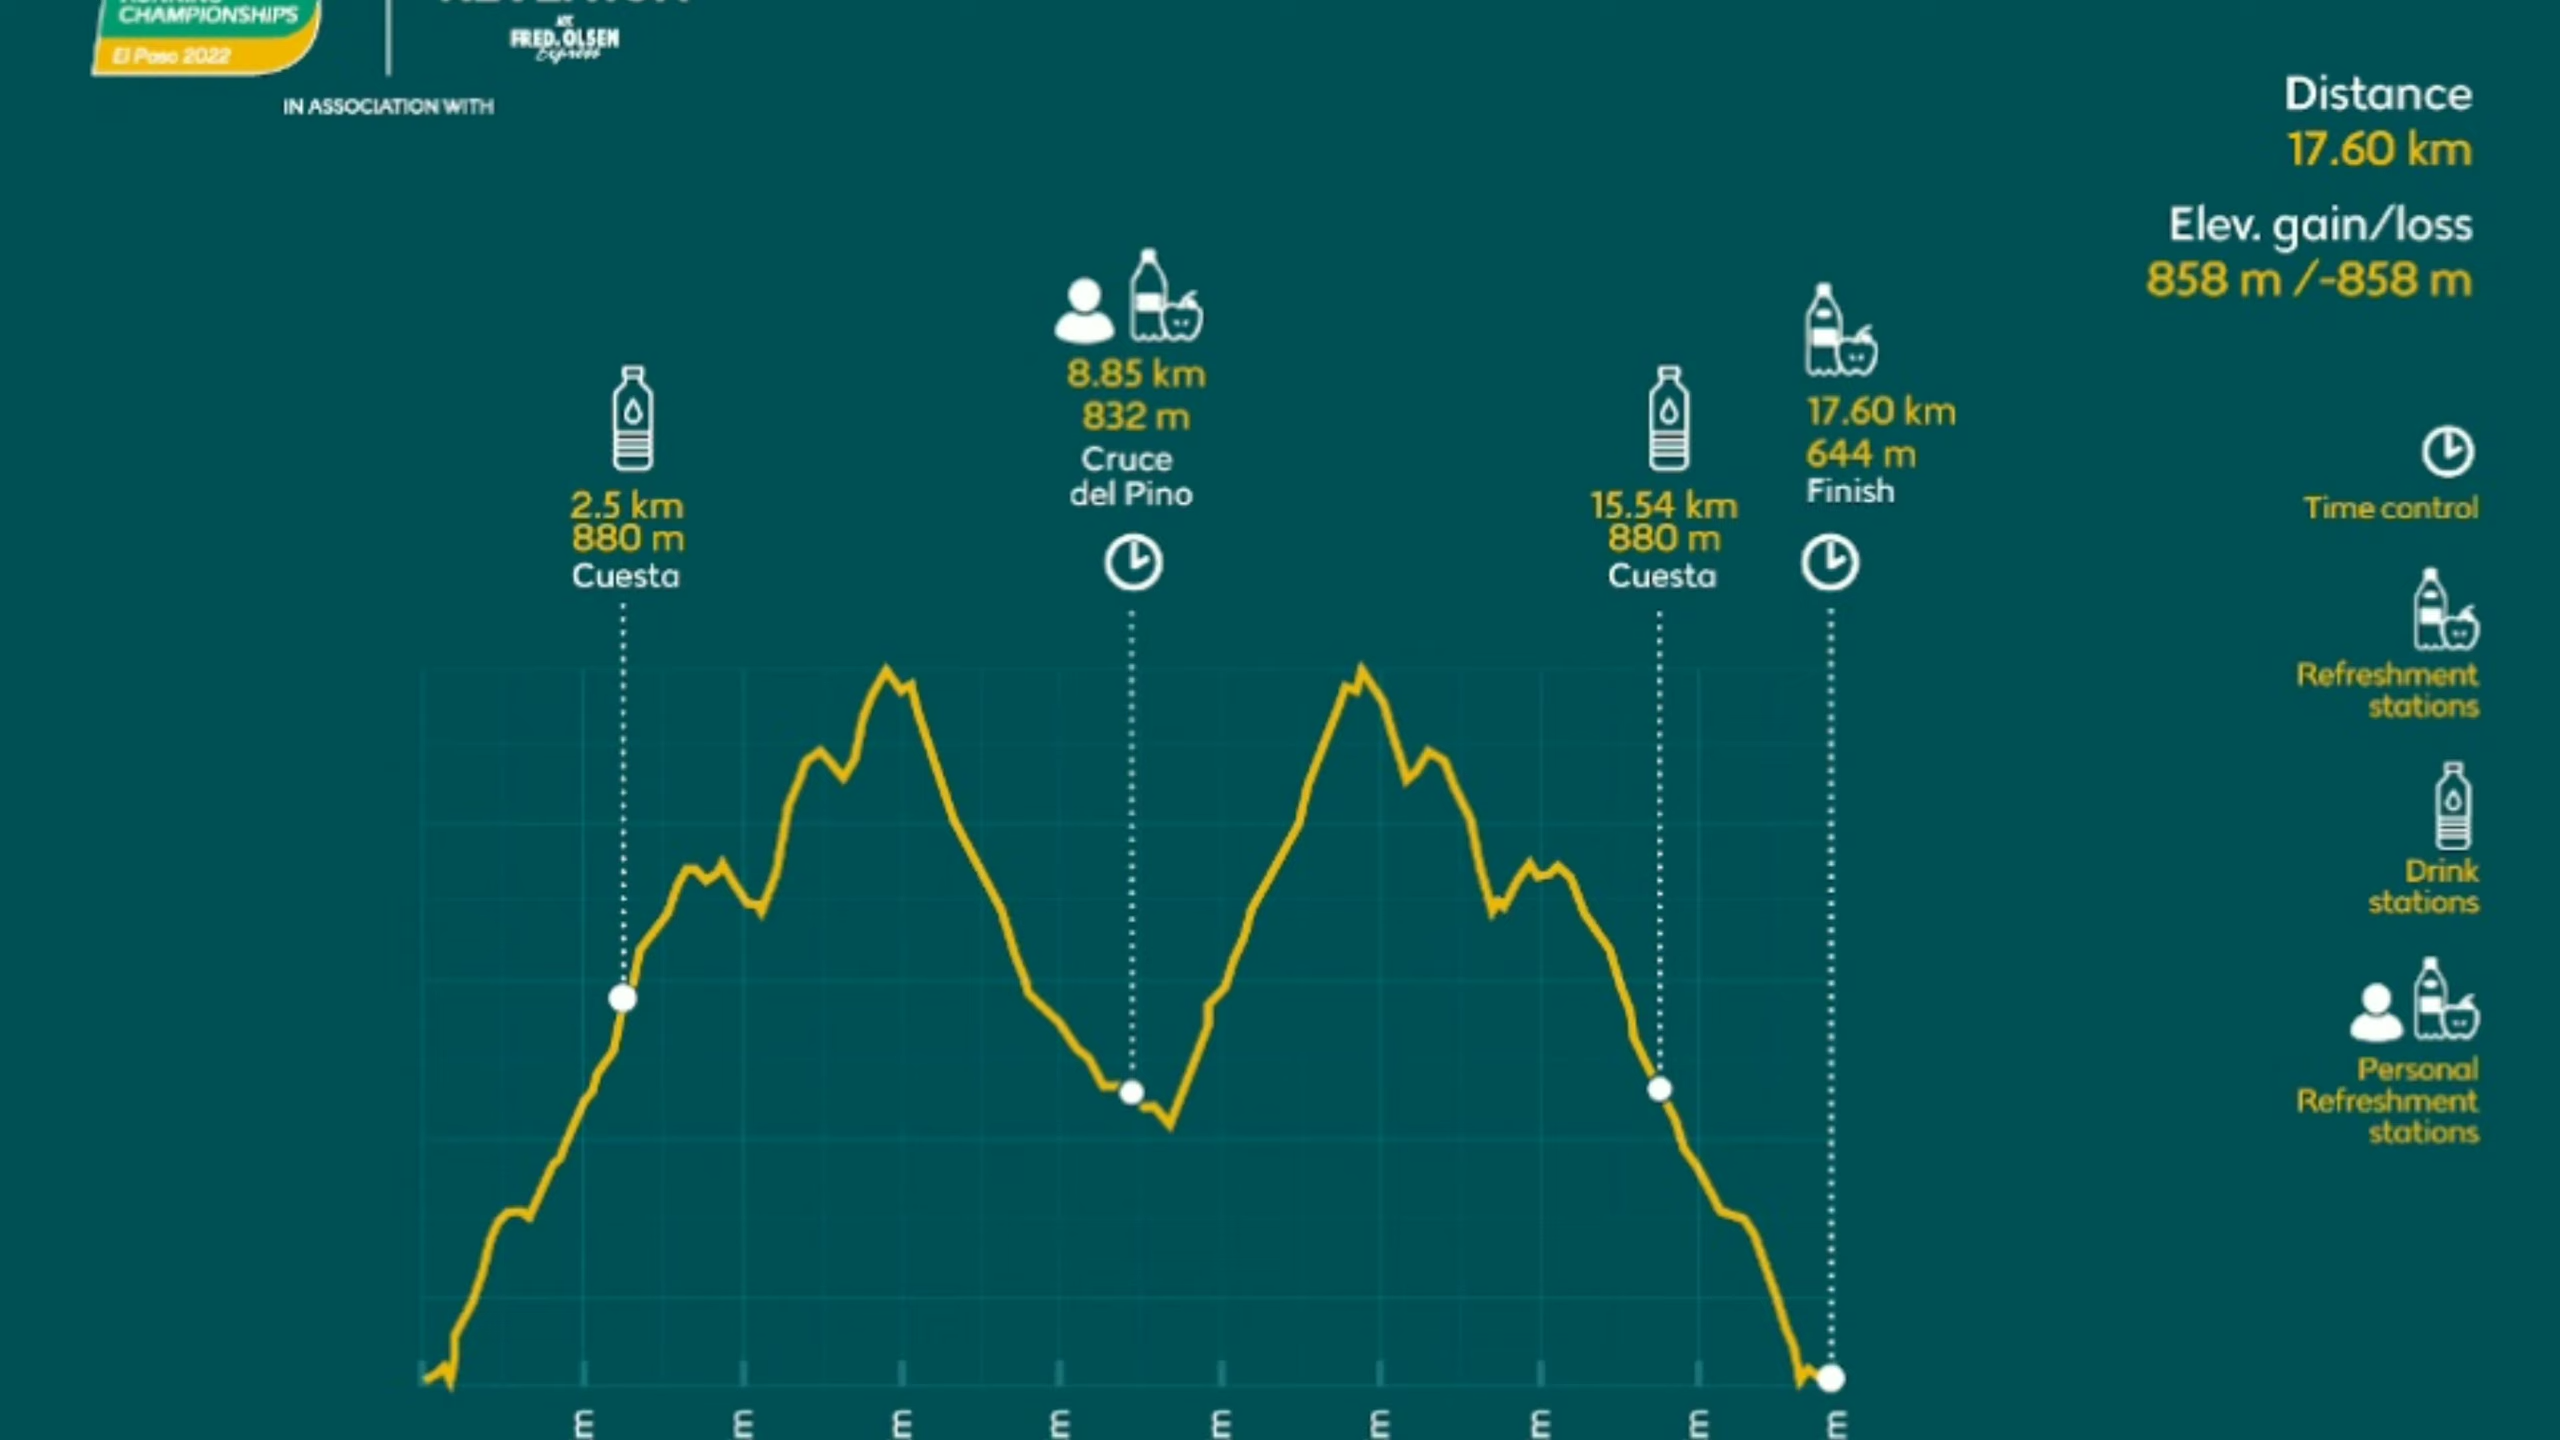 CHAMPIONSHIPS
El Paso 2022
BY
FRED. OLSEN
Express
IN ASSOCIATION WITH
Distance
17.60 km
Elev. gain/loss
858 m /-858 m
2.5 km
880 m
Cuesta
8.85 km
832 m
Cruce
del Pino
15.54 km
880 m
Cuesta
17.60 km
644 m
Finish
Time control
Refreshment
stations
Drink
stations
Personal
Refreshment
stations
m
m
m
m
m
m
m
m
m